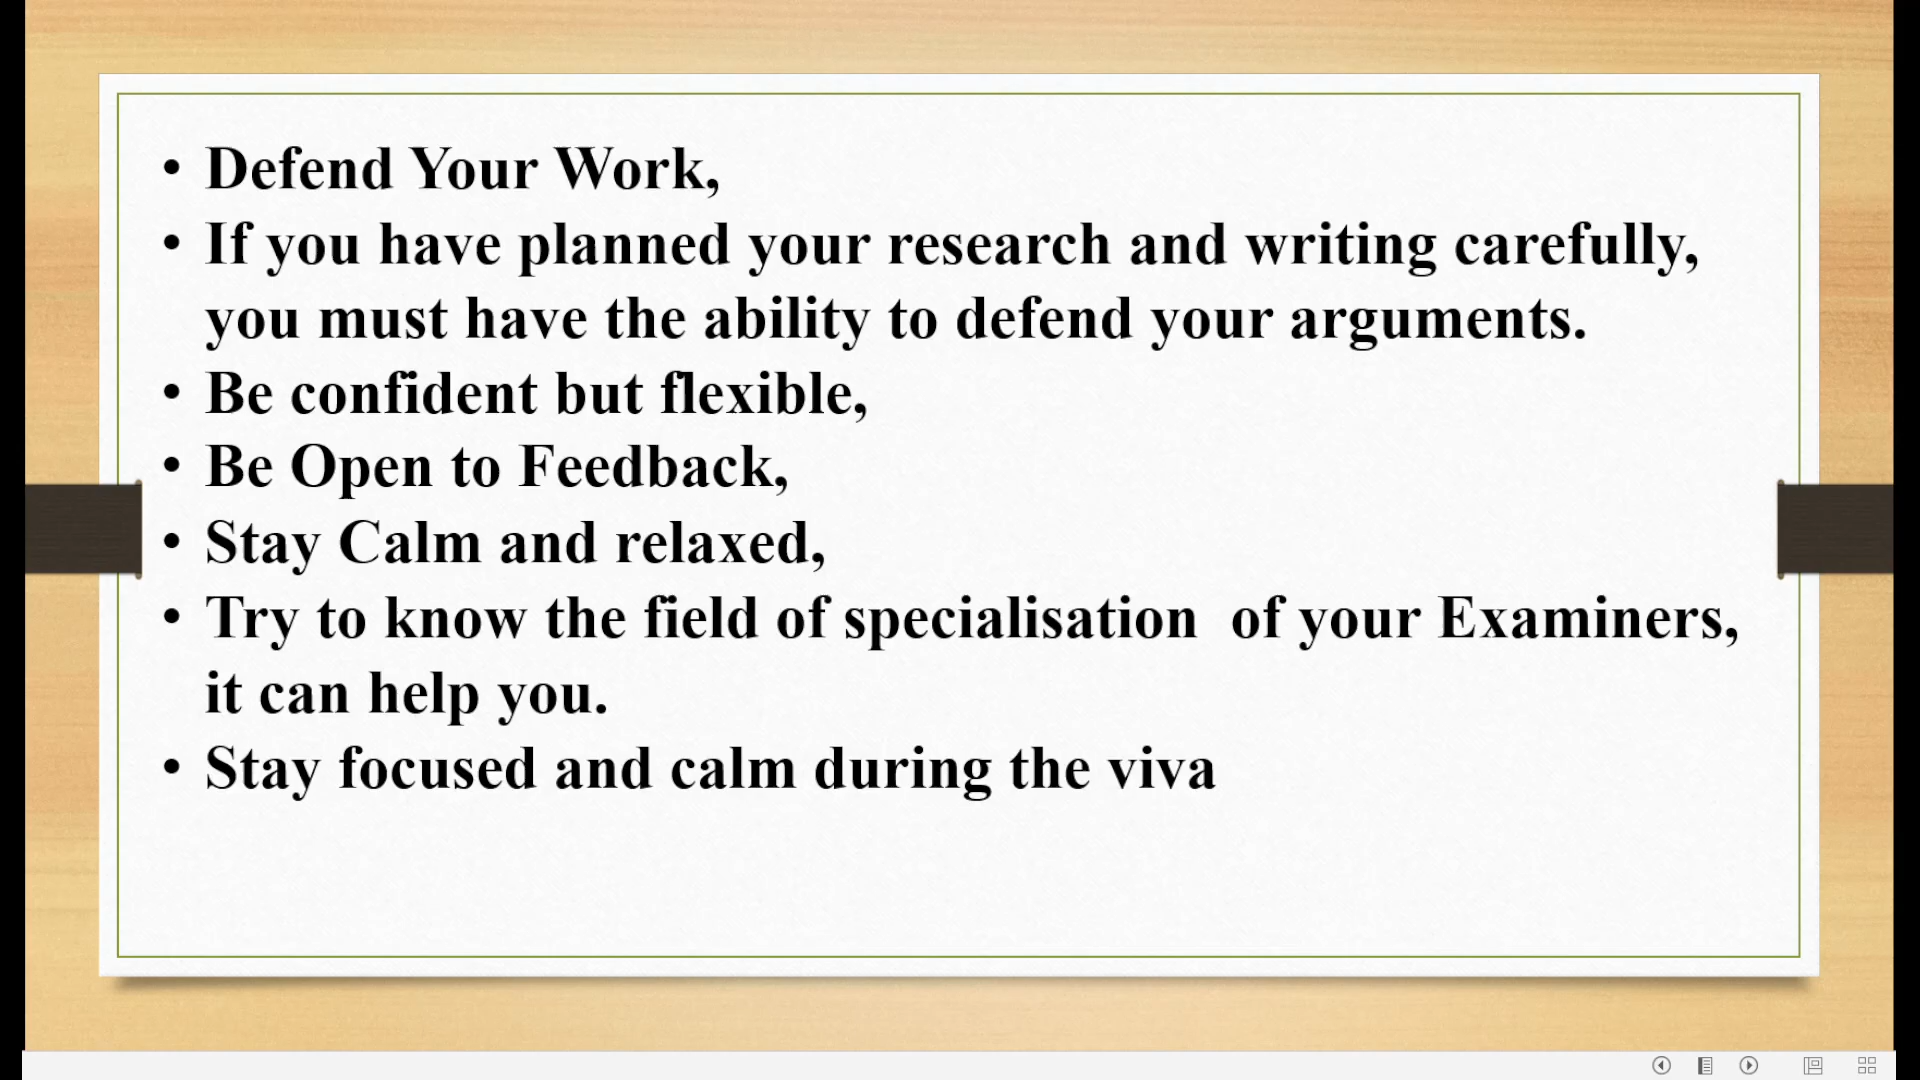 • Defend Your Work,
• If you have planned your research and writing carefully,
you must have the ability to defend your arguments.
• Be confident but flexible,
• Be Open to Feedback,
• Stay Calm and relaxed,
• Try to know the field of specialisation  of your Examiners,
it can help you.
• Stay focused and calm during the viva